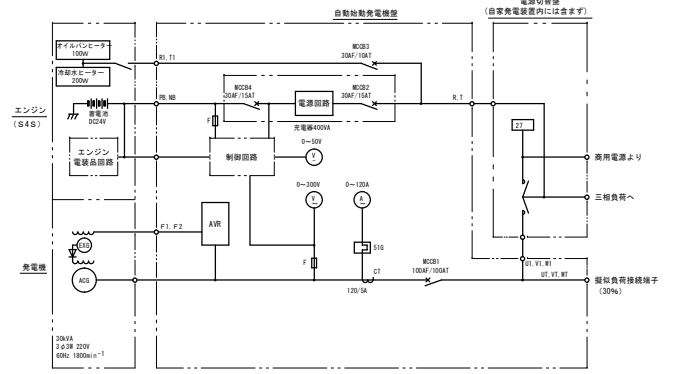 自動始動発電機盤
電源切替盤
(自家発電装置内には含まず)
オイルパンヒーター
100W
冷却水ヒーター
200W
R1,T1
MCCB3
30AF/10AT
MCCB4
30AF/15AT
MCCB2
30AF/15AT
電源回路
充電器400VA
PB,NB
R,T
エンジン
(S4S)
蓄電池
DC24V
F
27
エンジン
電装品回路
制御回路
0～50V
V
商用電源より
三相負荷へ
0～300V
V
0～120A
A
F1,F2
AVR
EXG
発電機
ACG
F
51G
CT
120/5A
MCCB1
100AF/100AT
U1,V1,W1
UT,VT,WT
擬似負荷接続端子
(30%)
30kVA
3φ3W 220V
60Hz 1800min-1